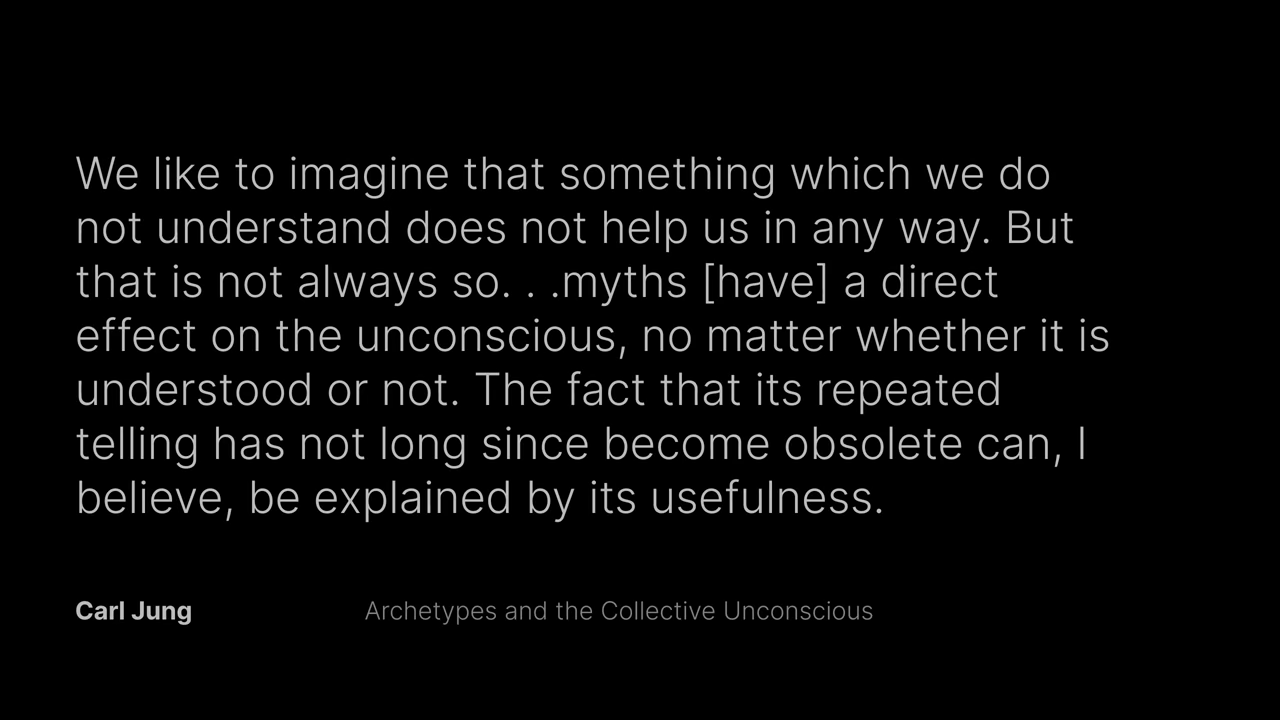 We like to imagine that something which we do
not understand does not help us in any way. But
that is not always so. . .myths [have] a direct
effect on the unconscious, no matter whether it is
understood or not. The fact that its repeated
telling has not long since become obsolete can, I
believe, be explained by its usefulness.
Carl Jung Archetypes and the Collective Unconscious